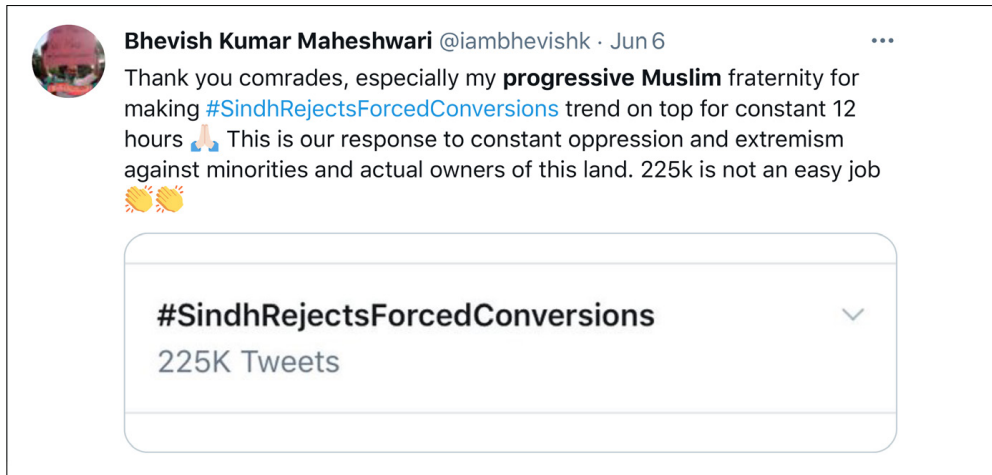 Bhevish Kumar Maheshwari @iambhevishk · Jun 6
Thank you comrades, especially my progressive Muslim fraternity for
making #SindhRejectsForcedConversions trend on top for constant 12
hours 🙏🏻 This is our response to constant oppression and extremism
against minorities and actual owners of this land. 225k is not an easy job
👏👏
#SindhRejectsForcedConversions
225K Tweets